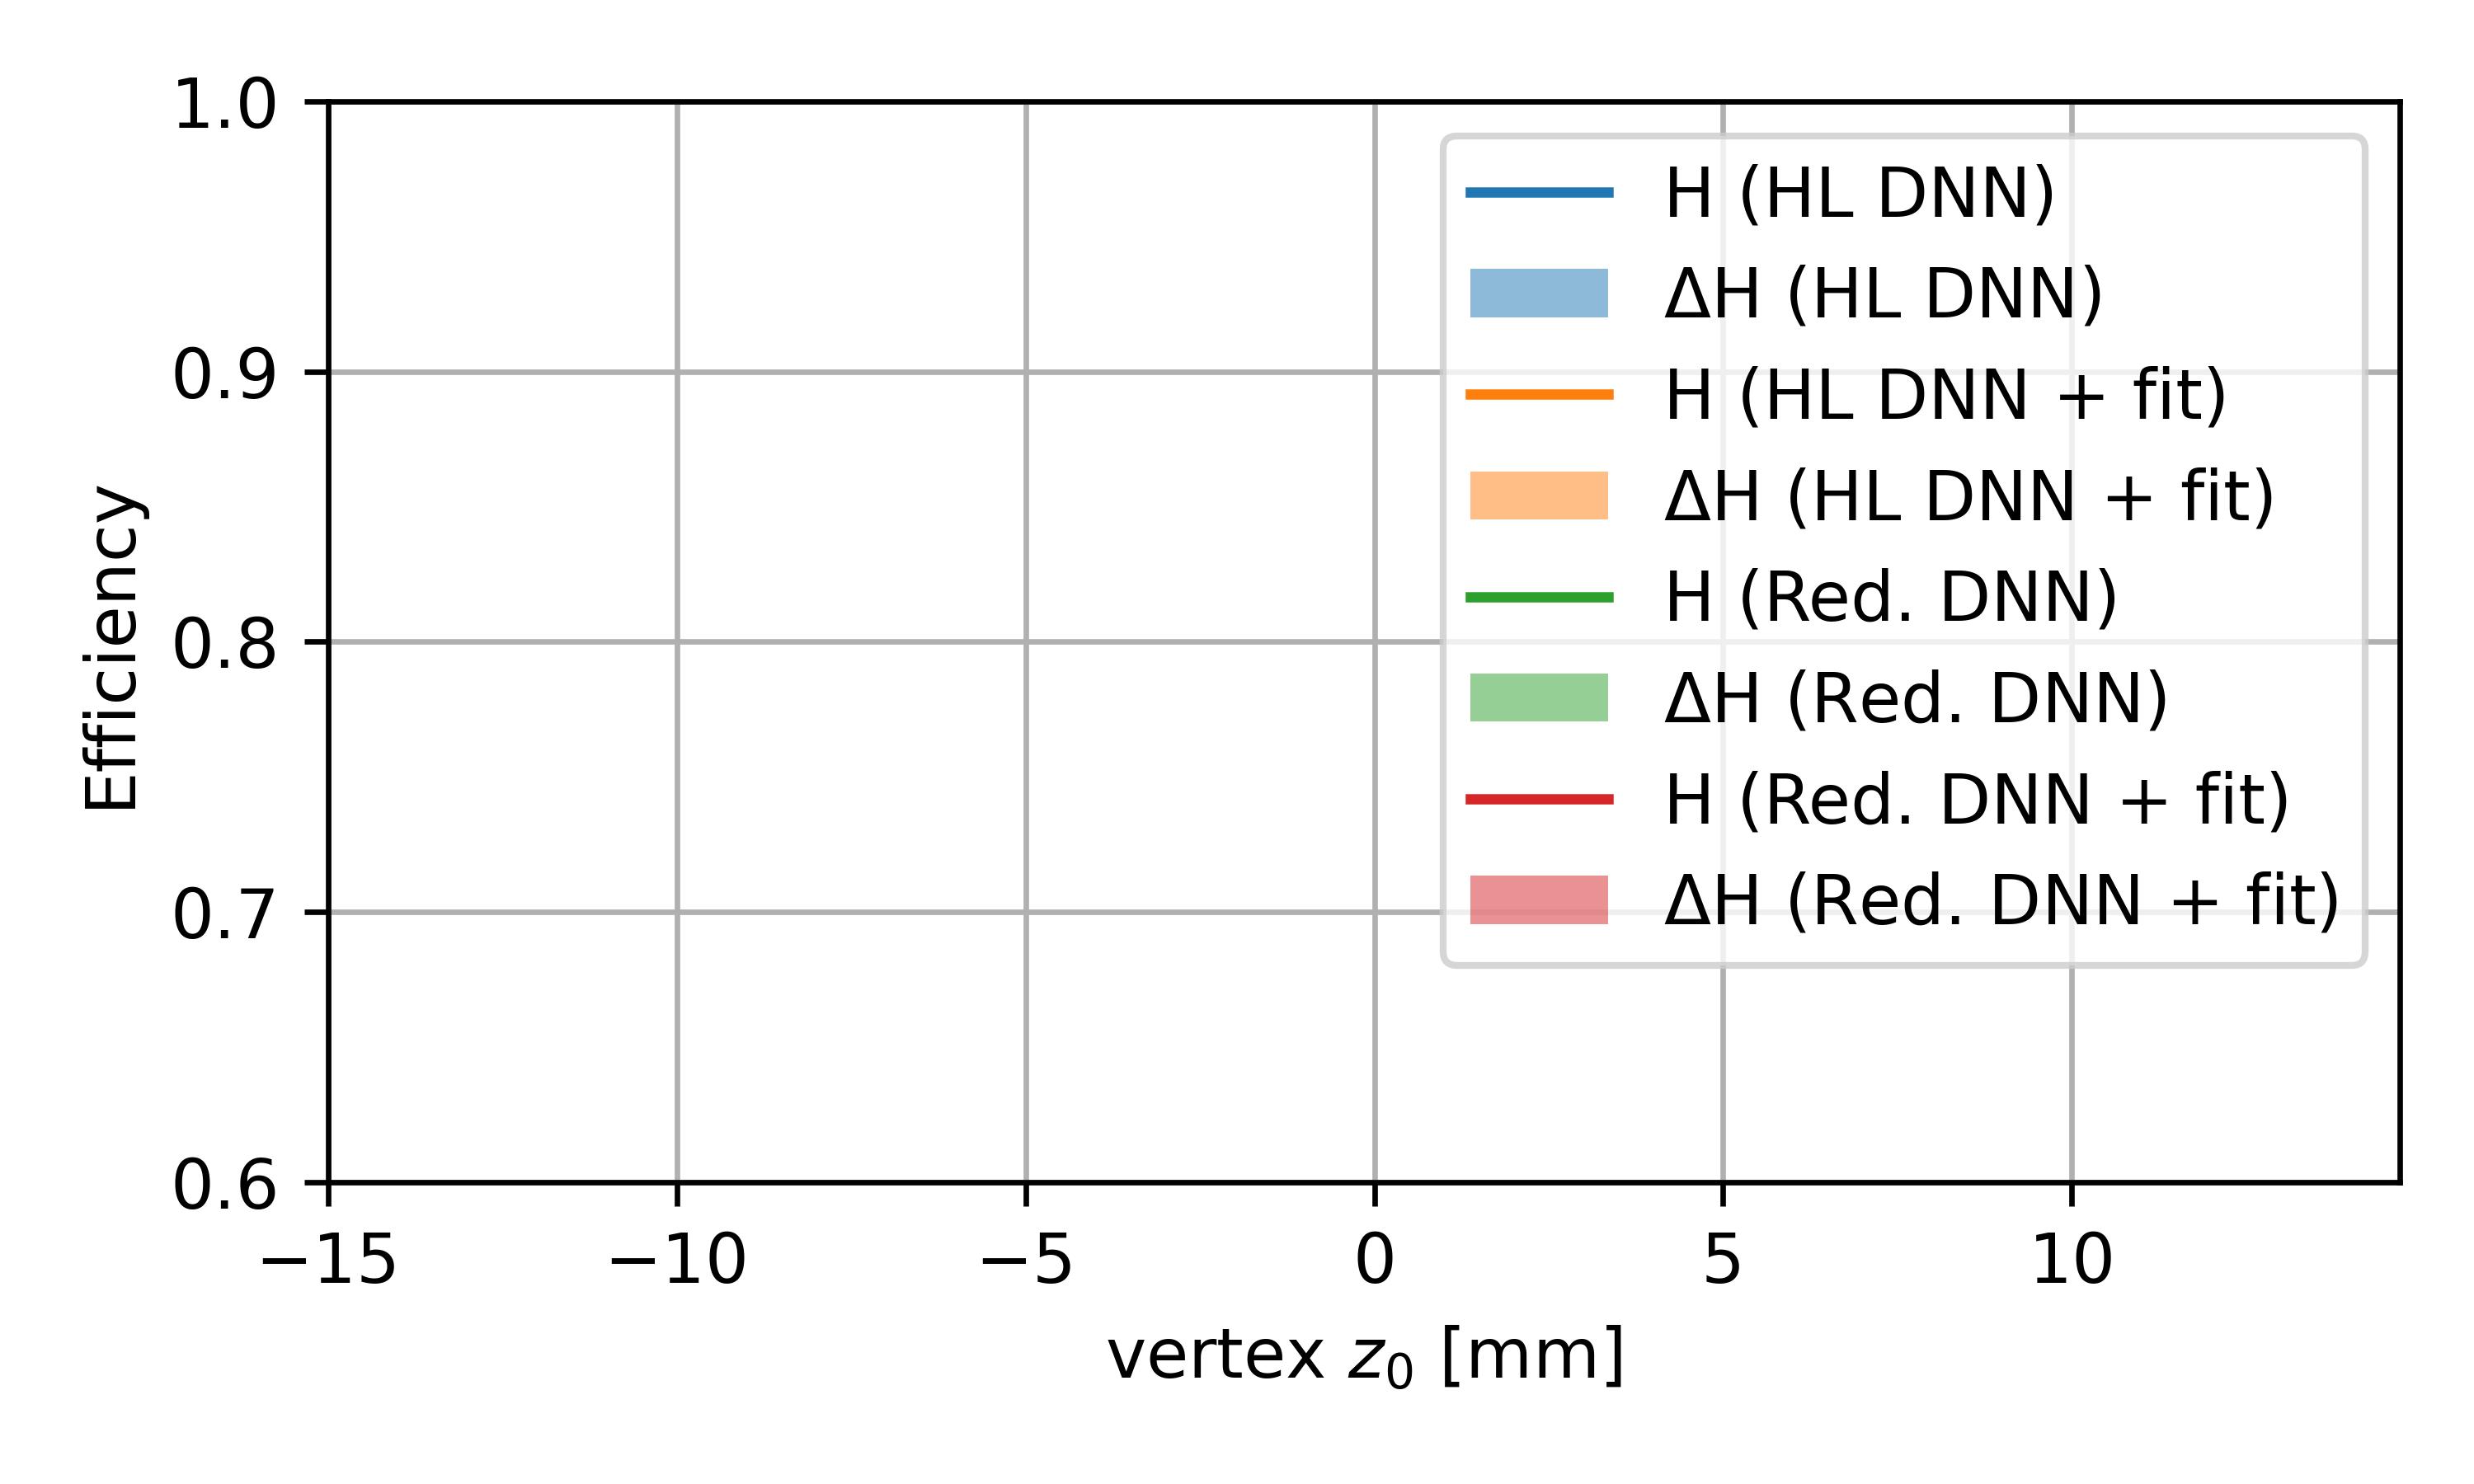 1.0
0.9
0.8
0.7
0.6
Efficiency
H (HL DNN)
ΔH (HL DNN)
H (HL DNN + fit)
ΔH (HL DNN + fit)
H (Red. DNN)
ΔH (Red. DNN)
H (Red. DNN + fit)
ΔH (Red. DNN + fit)
−15 −10 −5 0 5 10
vertex z₀ [mm]